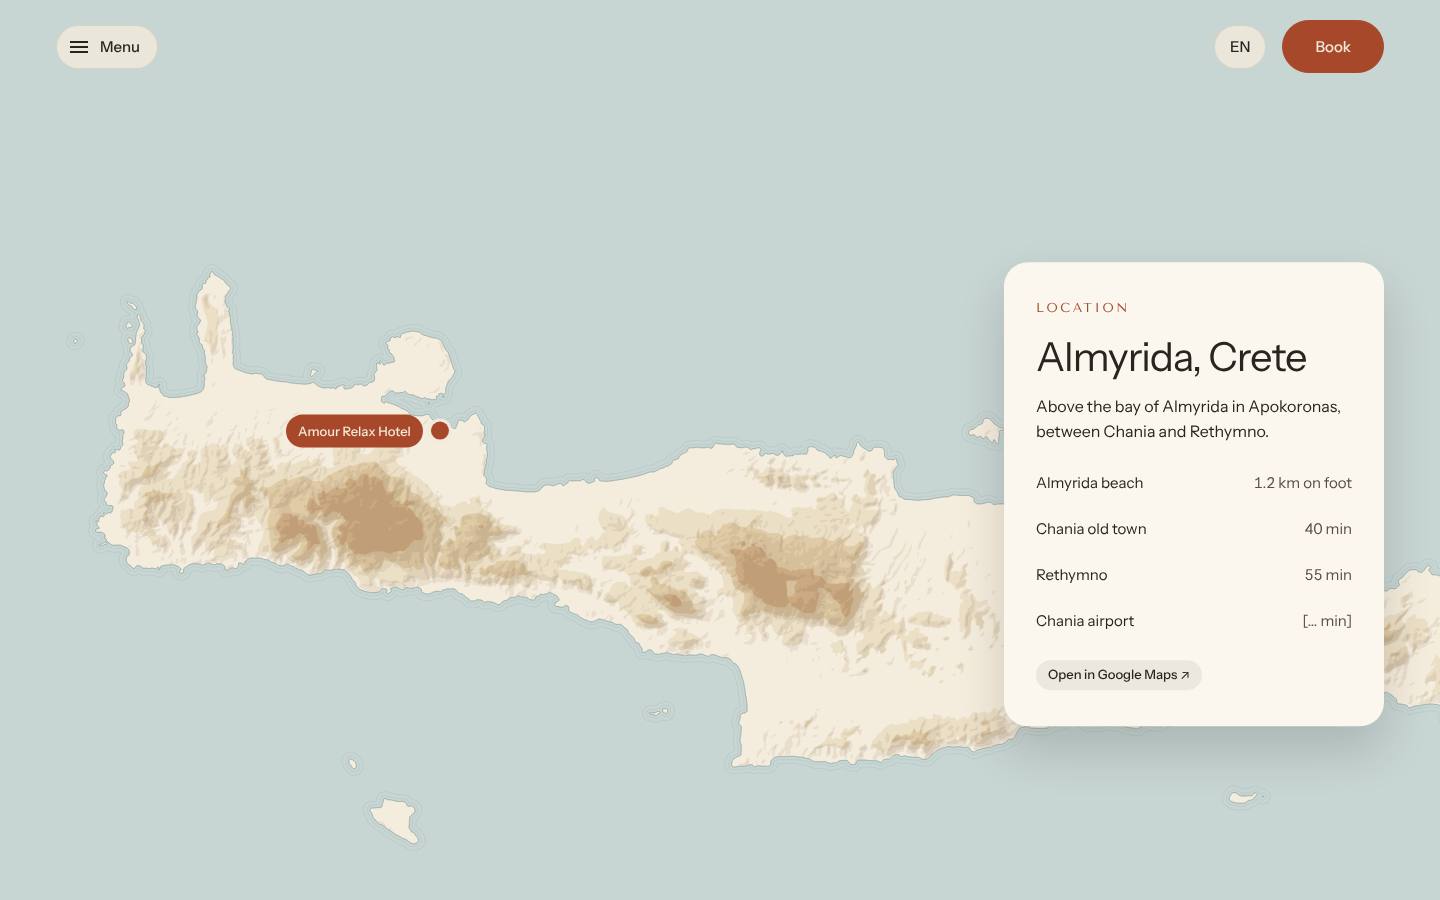 Menu
EN
Book
Amour Relax Hotel
LOCATION
Almyrida, Crete
Above the bay of Almyrida in Apokoronas,
between Chania and Rethymno.
Almyrida beach 1.2 km on foot
Chania old town 40 min
Rethymno 55 min
Chania airport [... min]
Open in Google Maps ↗